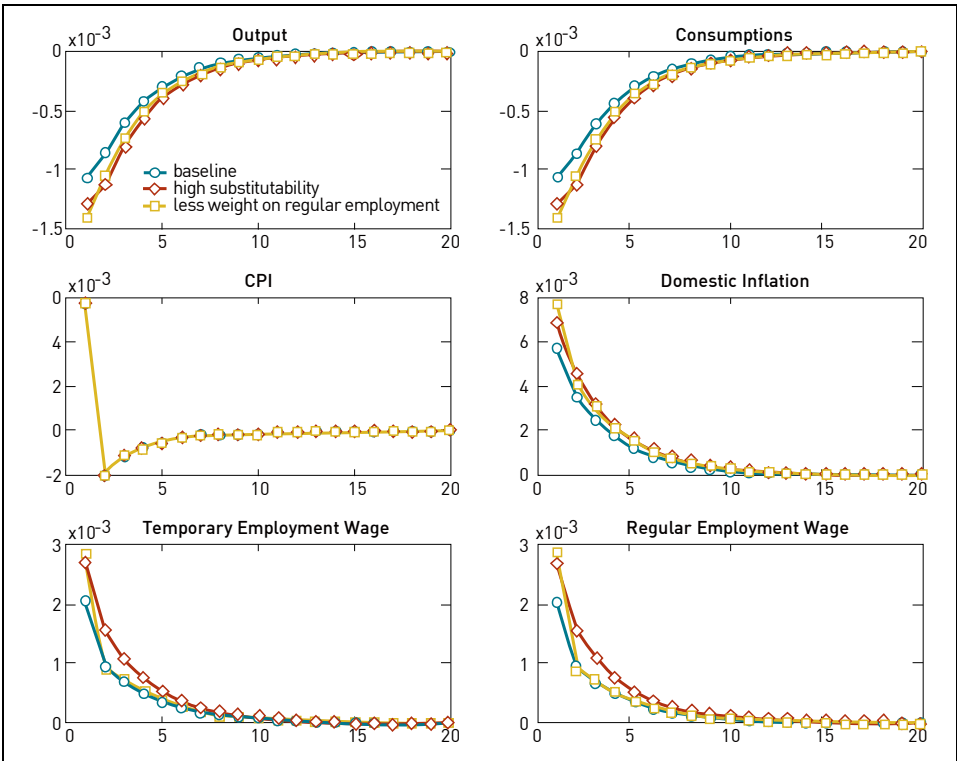 x10-3 Output x10-3 Consumptions
0 0
-0.5 -0.5
-1 -1
-1.5 -1.5
baseline
high substitutability
less weight on regular employment
0 5 10 15 20 0 5 10 15 20
x10-3 CPI x10-3 Domestic Inflation
0 8
4 6
2 4
0 2
-2 0
0 5 10 15 20 0 5 10 15 20
x10-3 Temporary Employment Wage x10-3 Regular Employment Wage
3 3
2 2
1 1
0 0
0 5 10 15 20 0 5 10 15 20